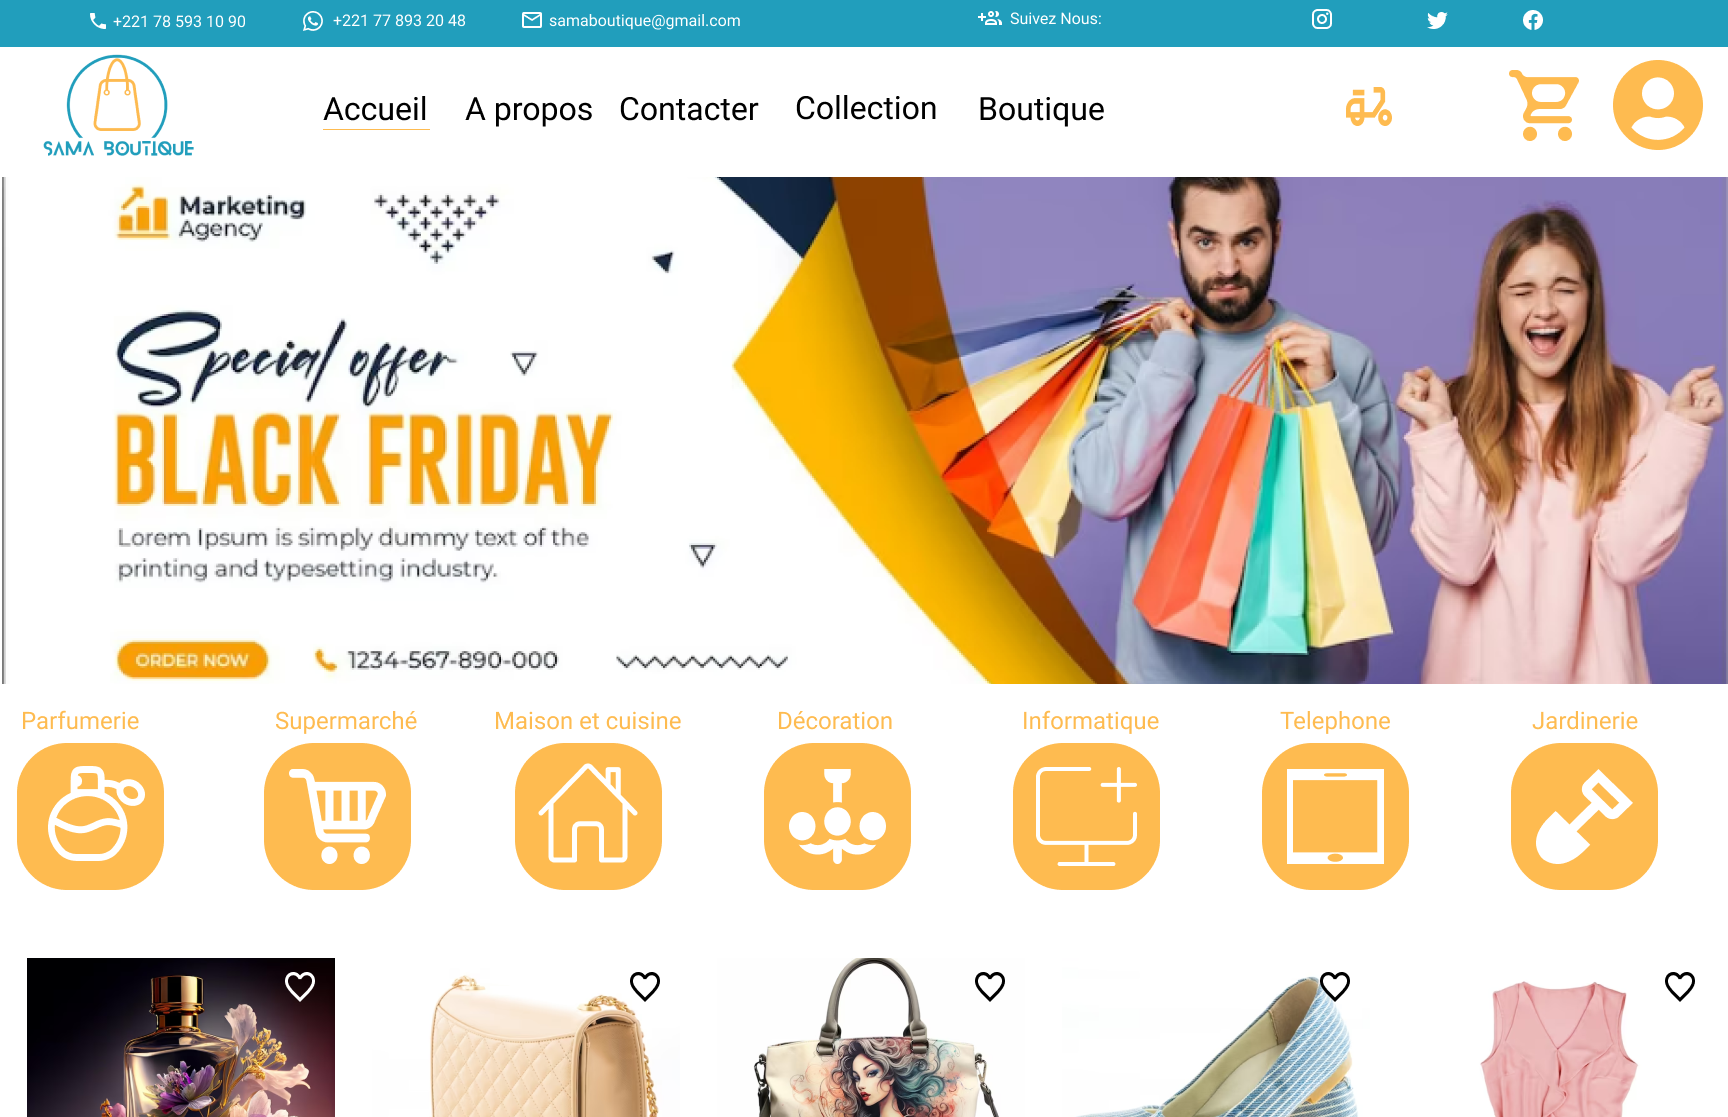 +221 78 593 10 90
+221 77 893 20 48
samaboutique@gmail.com
Suivez Nous:
SAMA BOUTIQUE
Accueil
A propos
Contacter
Collection
Boutique
Marketing
Agency
Special offer
BLACK FRIDAY
Lorem Ipsum is simply dummy text of the
printing and typesetting industry.
ORDER NOW
1234-567-890-000
Parfumerie
Supermarché
Maison et cuisine
Décoration
Informatique
Telephone
Jardinerie